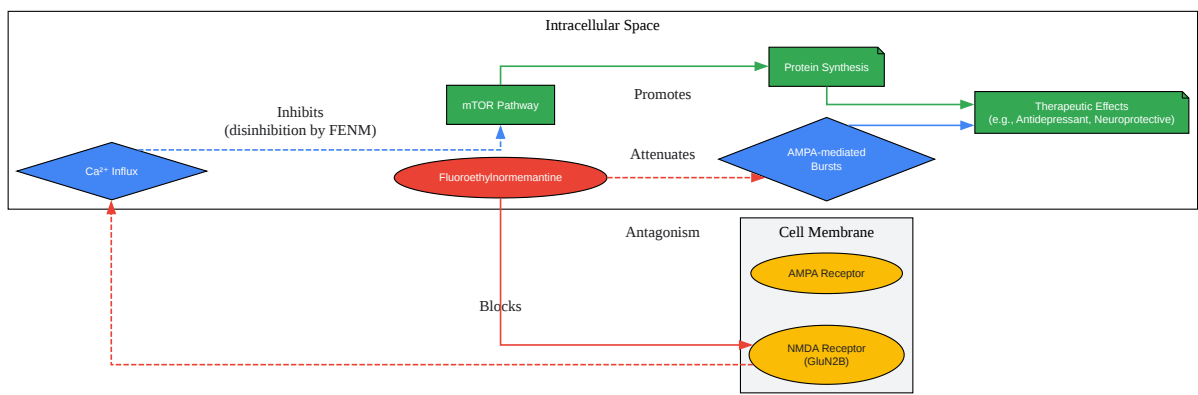 Intracellular Space
Protein Synthesis
mTOR Pathway
Promotes
Therapeutic Effects
(e.g., Antidepressant, Neuroprotective)
Inhibits
(disinhibition by FENM)
Attenuates
AMPA-mediated
Bursts
Ca²⁺ Influx
Fluoroethylnormemantine
Antagonism
Cell Membrane
AMPA Receptor
Blocks
NMDA Receptor
(GluN2B)